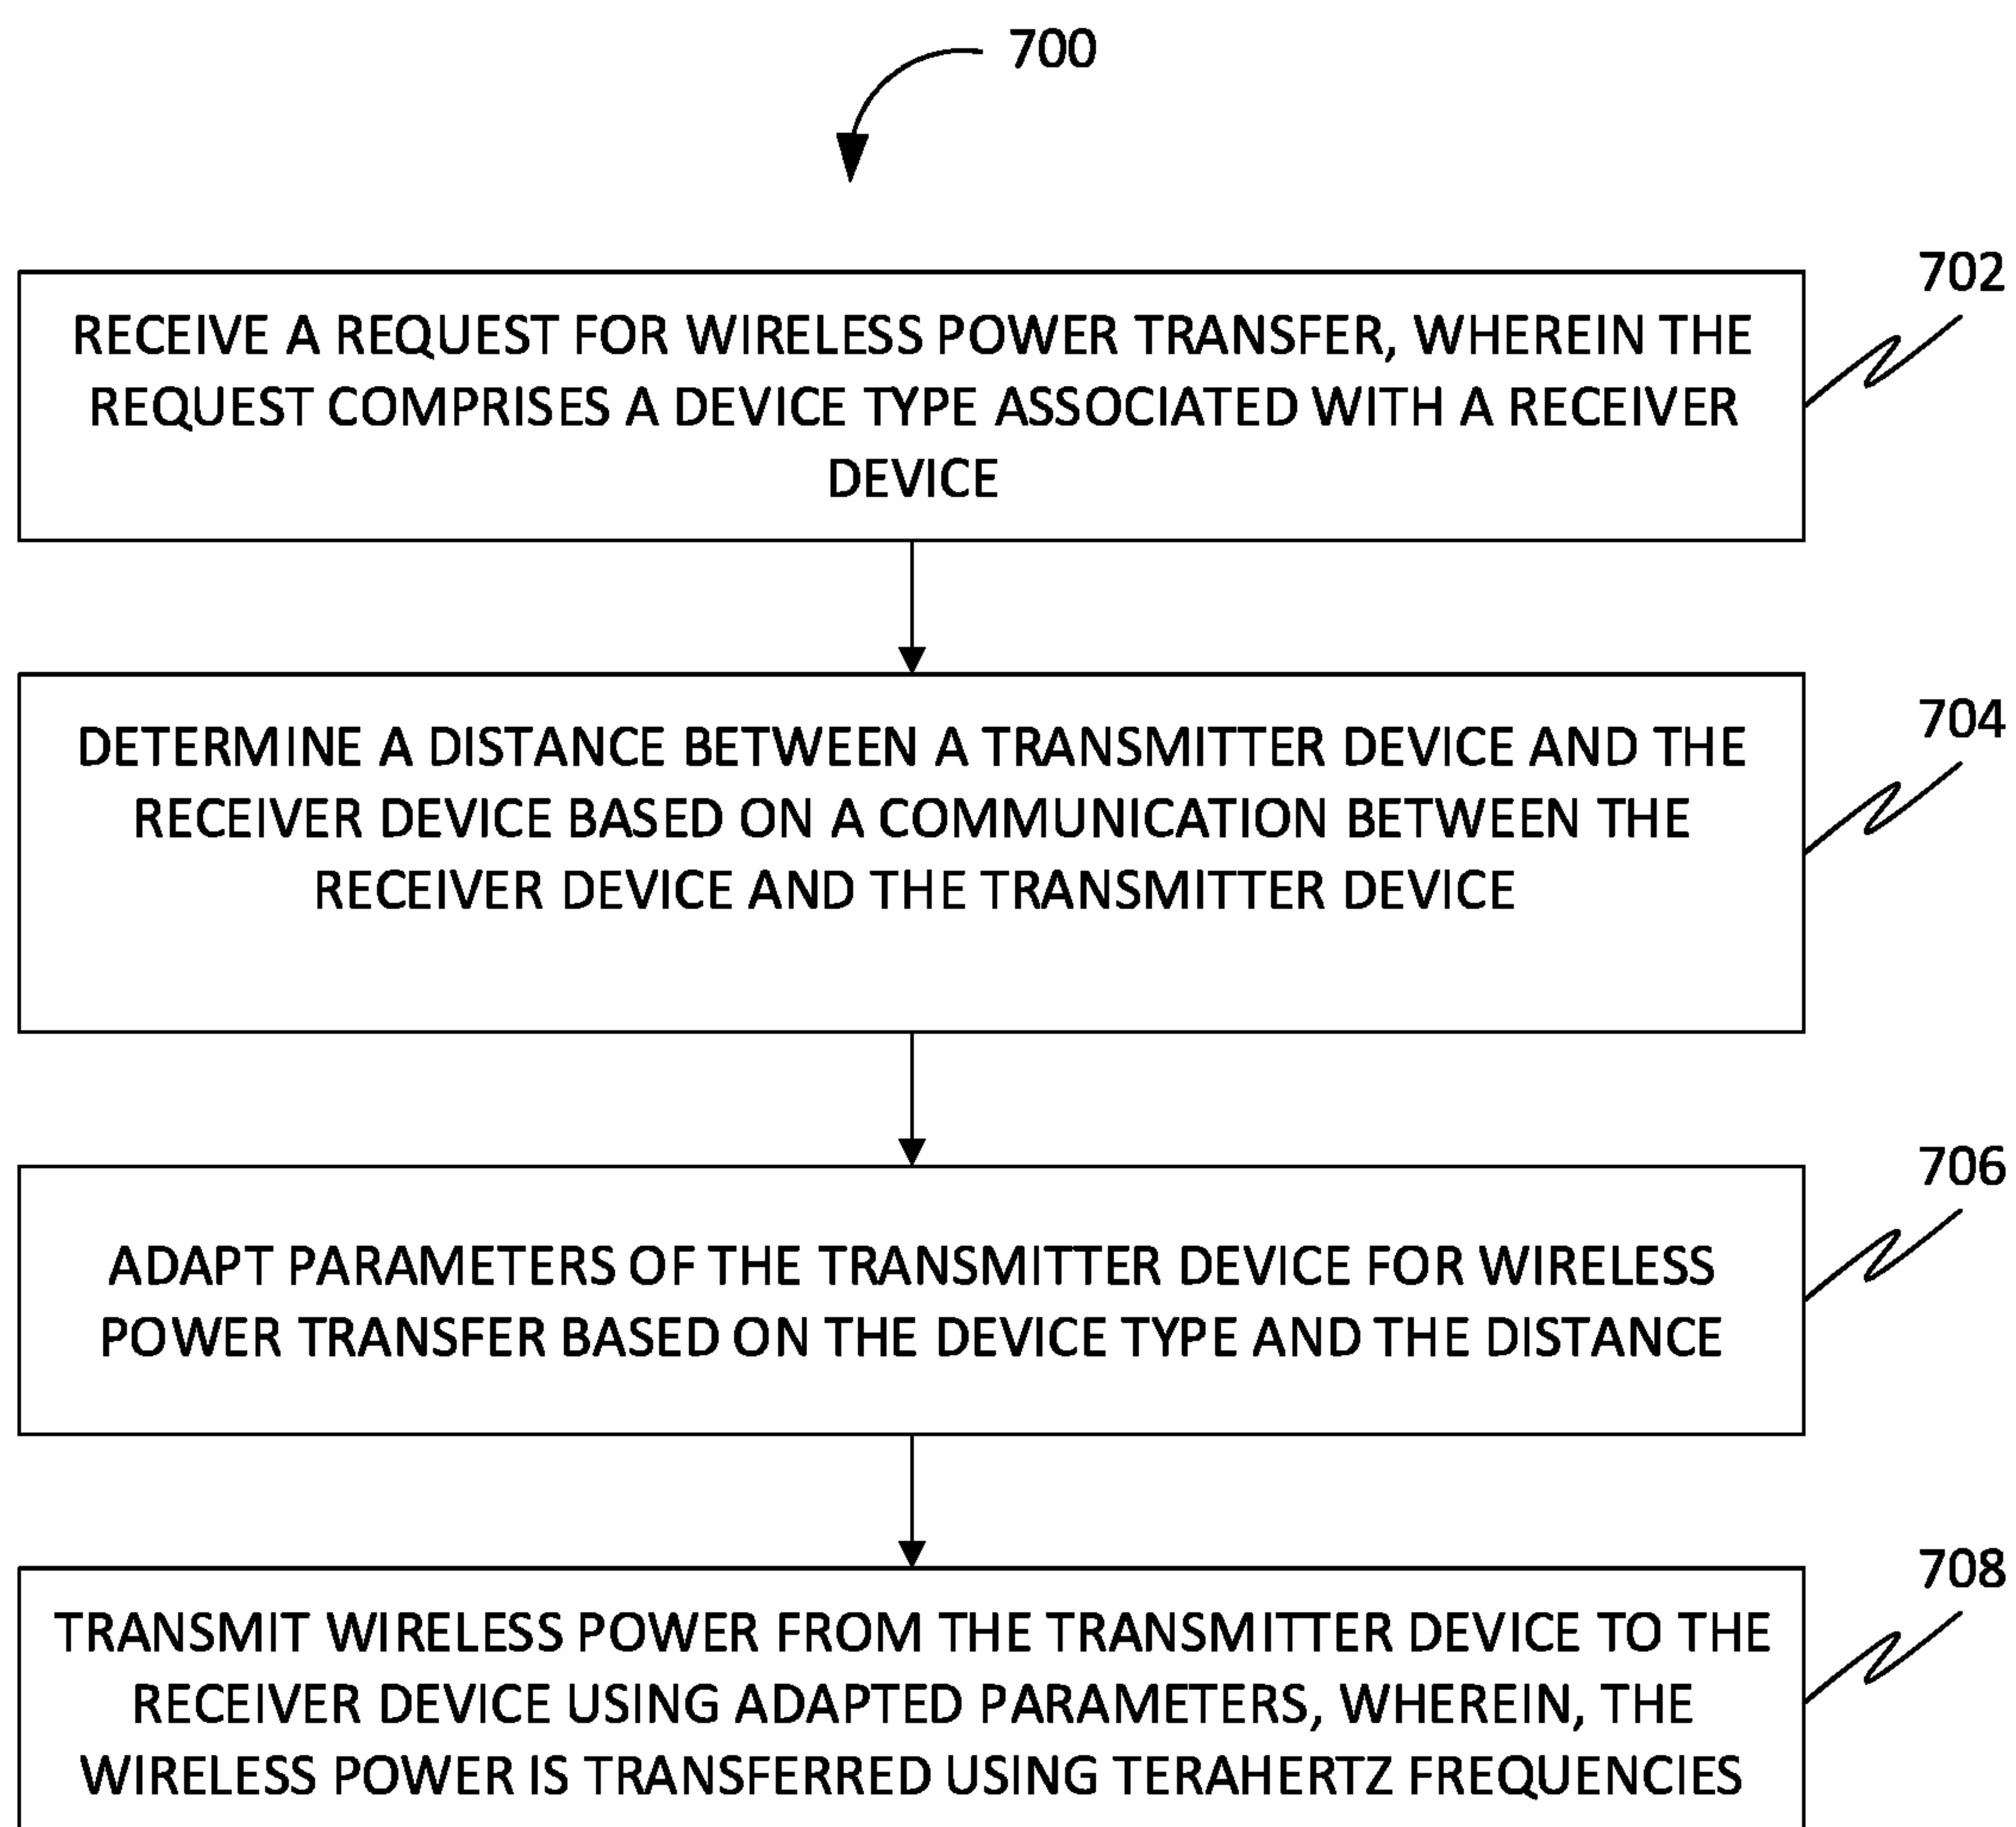 700
702
RECEIVE A REQUEST FOR WIRELESS POWER TRANSFER, WHEREIN THE
REQUEST COMPRISES A DEVICE TYPE ASSOCIATED WITH A RECEIVER
DEVICE
704
DETERMINE A DISTANCE BETWEEN A TRANSMITTER DEVICE AND THE
RECEIVER DEVICE BASED ON A COMMUNICATION BETWEEN THE
RECEIVER DEVICE AND THE TRANSMITTER DEVICE
706
ADAPT PARAMETERS OF THE TRANSMITTER DEVICE FOR WIRELESS
POWER TRANSFER BASED ON THE DEVICE TYPE AND THE DISTANCE
708
TRANSMIT WIRELESS POWER FROM THE TRANSMITTER DEVICE TO THE
RECEIVER DEVICE USING ADAPTED PARAMETERS, WHEREIN, THE
WIRELESS POWER IS TRANSFERRED USING TERAHERTZ FREQUENCIES